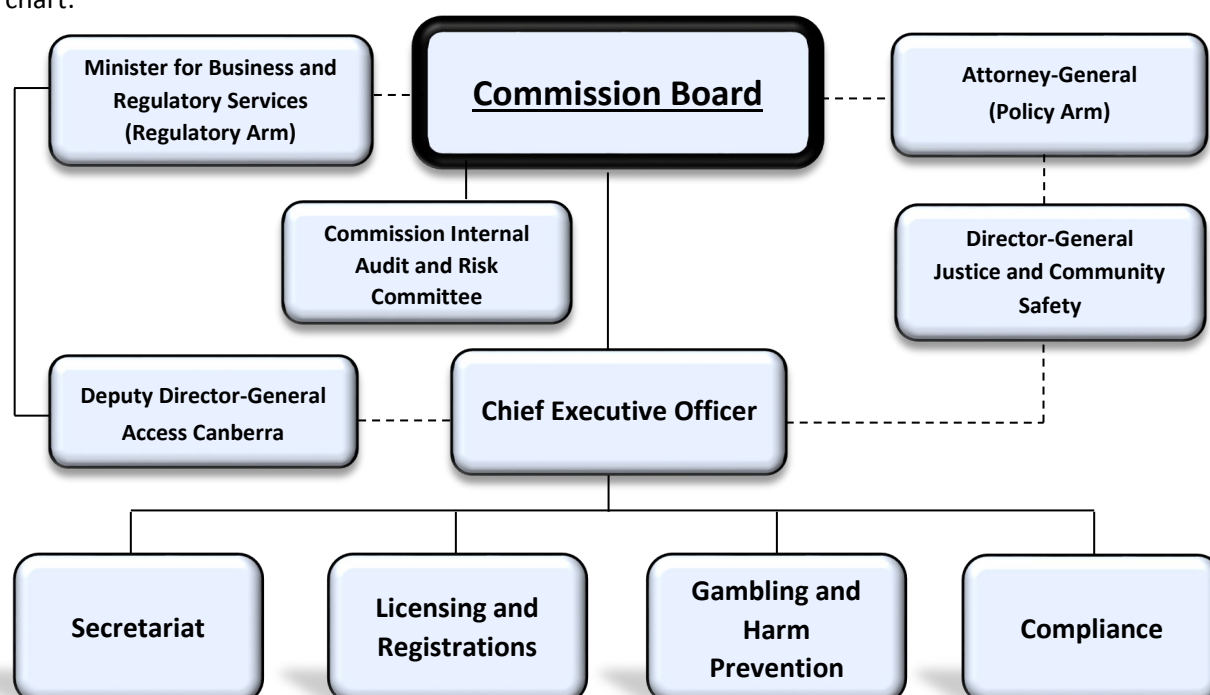 chart.
Minister for Business and
Regulatory Services
(Regulatory Arm)
Commission Board
Attorney-General
(Policy Arm)
Commission Internal
Audit and Risk
Committee
Director-General
Justice and Community
Safety
Deputy Director-General
Access Canberra
Chief Executive Officer
Secretariat
Licensing and
Registrations
Gambling and
Harm
Prevention
Compliance